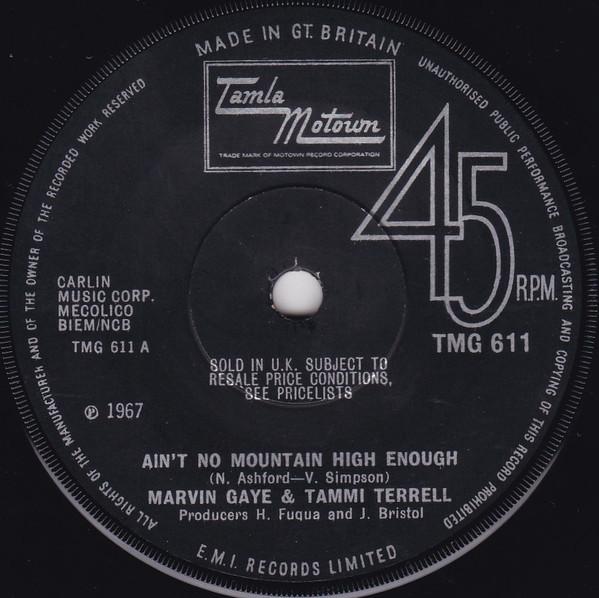 MADE IN GT. BRITAIN
UNAUTHORISED PUBLIC PERFORMANCE BROADCASTING AND COPYING OF THIS RECORD PROHIBITED
ALL RIGHTS OF THE MANUFACTURER AND OF THE OWNER OF THE RECORDED WORK RESERVED
Tamla
Motown
TRADE MARK OF MOTOWN RECORD CORPORATION
45
R.P.M.
TMG 611
CARLIN
MUSIC CORP.
MECOLICO
BIEM/NCB
TMG 611 A
SOLD IN U.K. SUBJECT TO
RESALE PRICE CONDITIONS,
SEE PRICELISTS
℗ 1967
AIN'T NO MOUNTAIN HIGH ENOUGH
(N. Ashford—V. Simpson)
MARVIN GAYE & TAMMI TERRELL
Producers H. Fuqua and J. Bristol
E.M.I. RECORDS LIMITED